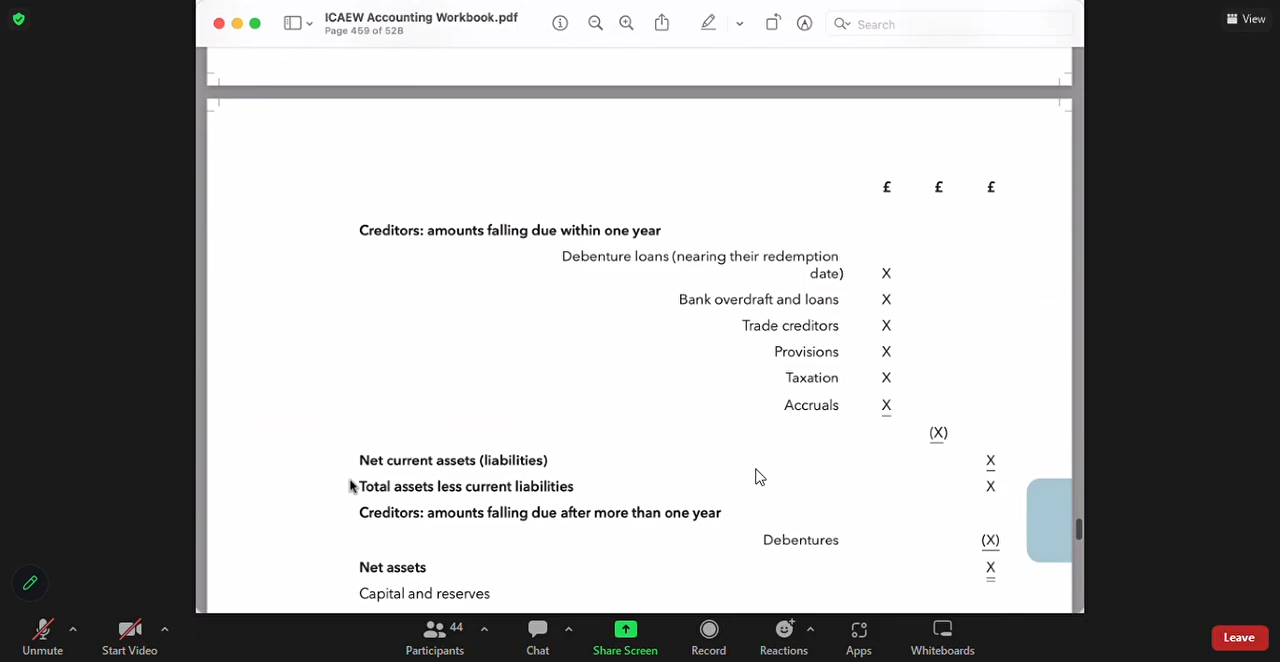 ICAEW Accounting Workbook.pdf
Page 459 of 528
Search
View
£ £ £
Creditors: amounts falling due within one year
Debenture loans (nearing their redemption
date) X
Bank overdraft and loans X
Trade creditors X
Provisions X
Taxation X
Accruals X
(X)
Net current assets (liabilities) X
Total assets less current liabilities X
Creditors: amounts falling due after more than one year
Debentures (X)
Net assets X
Capital and reserves
44
Unmute Start Video Participants Chat Share Screen Record Reactions Apps Whiteboards Leave